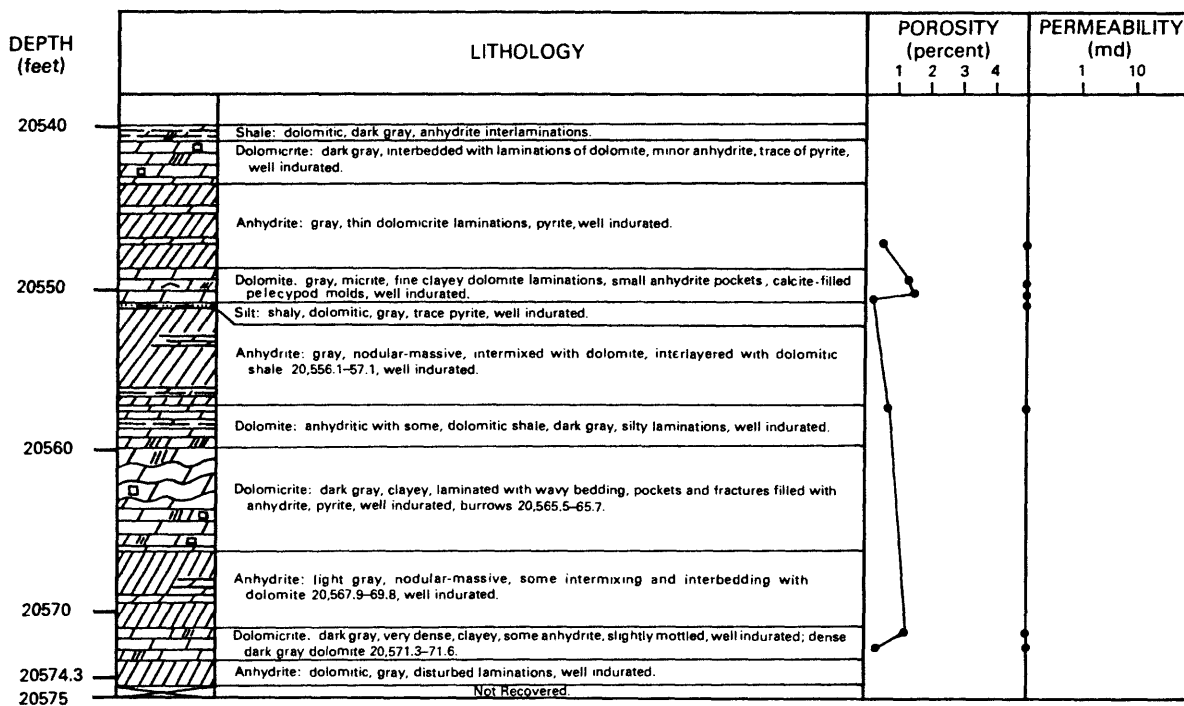 DEPTH
(feet)
LITHOLOGY
POROSITY
(percent)
1 2 3 4
PERMEABILITY
(md)
1 10
20540
Shale: dolomitic, dark gray, anhydrite interlaminations.
Dolomicrite: dark gray, interbedded with laminations of dolomite, minor anhydrite, trace of pyrite,
well indurated.
Anhydrite: gray, thin dolomicrite laminations, pyrite, well indurated.
Dolomite. gray, micrite, fine clayey dolomite laminations, small anhydrite pockets, calcite-filled
pelecypod molds, well indurated.
20550
Silt: shaly, dolomitic, gray, trace pyrite, well indurated.
Anhydrite: gray, nodular-massive, intermixed with dolomite, interlayered with dolomitic
shale 20,556.1–57.1, well indurated.
Dolomite: anhydritic with some, dolomitic shale, dark gray, silty laminations, well indurated.
20560
Dolomicrite: dark gray, clayey, laminated with wavy bedding, pockets and fractures filled with
anhydrite, pyrite, well indurated, burrows 20,565.5–65.7.
Anhydrite: light gray, nodular-massive, some intermixing and interbedding with
dolomite 20,567.9–69.8, well indurated.
20570
Dolomicrite. dark gray, very dense, clayey, some anhydrite, slightly mottled, well indurated; dense
dark gray dolomite 20,571.3–71.6.
Anhydrite: dolomitic, gray, disturbed laminations, well indurated.
20574.3
Not Recovered.
20575